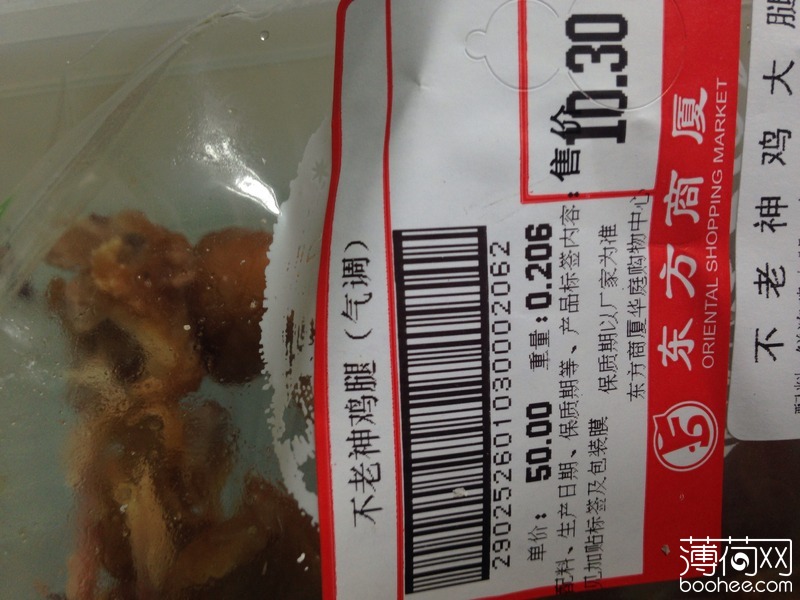 不老神鸡腿（气调）
290252601030002062
单价：50.00 重量：0.206
售价：10.30
配料、生产日期、保质期等、产品标签内容
见加贴标签及包装膜 保质期以厂家为准
东方商厦华庭购物中心
东方商厦
ORIENTAL SHOPPING MARKET
不老神鸡大腿
薄荷网
boohee.com